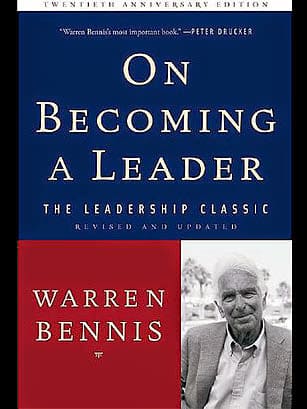 TWENTIETH ANNIVERSARY EDITION
"Warren Bennis's most important book." —PETER DRUCKER
ON
BECOMING
A LEADER
THE LEADERSHIP CLASSIC
REVISED AND UPDATED
WARREN
BENNIS